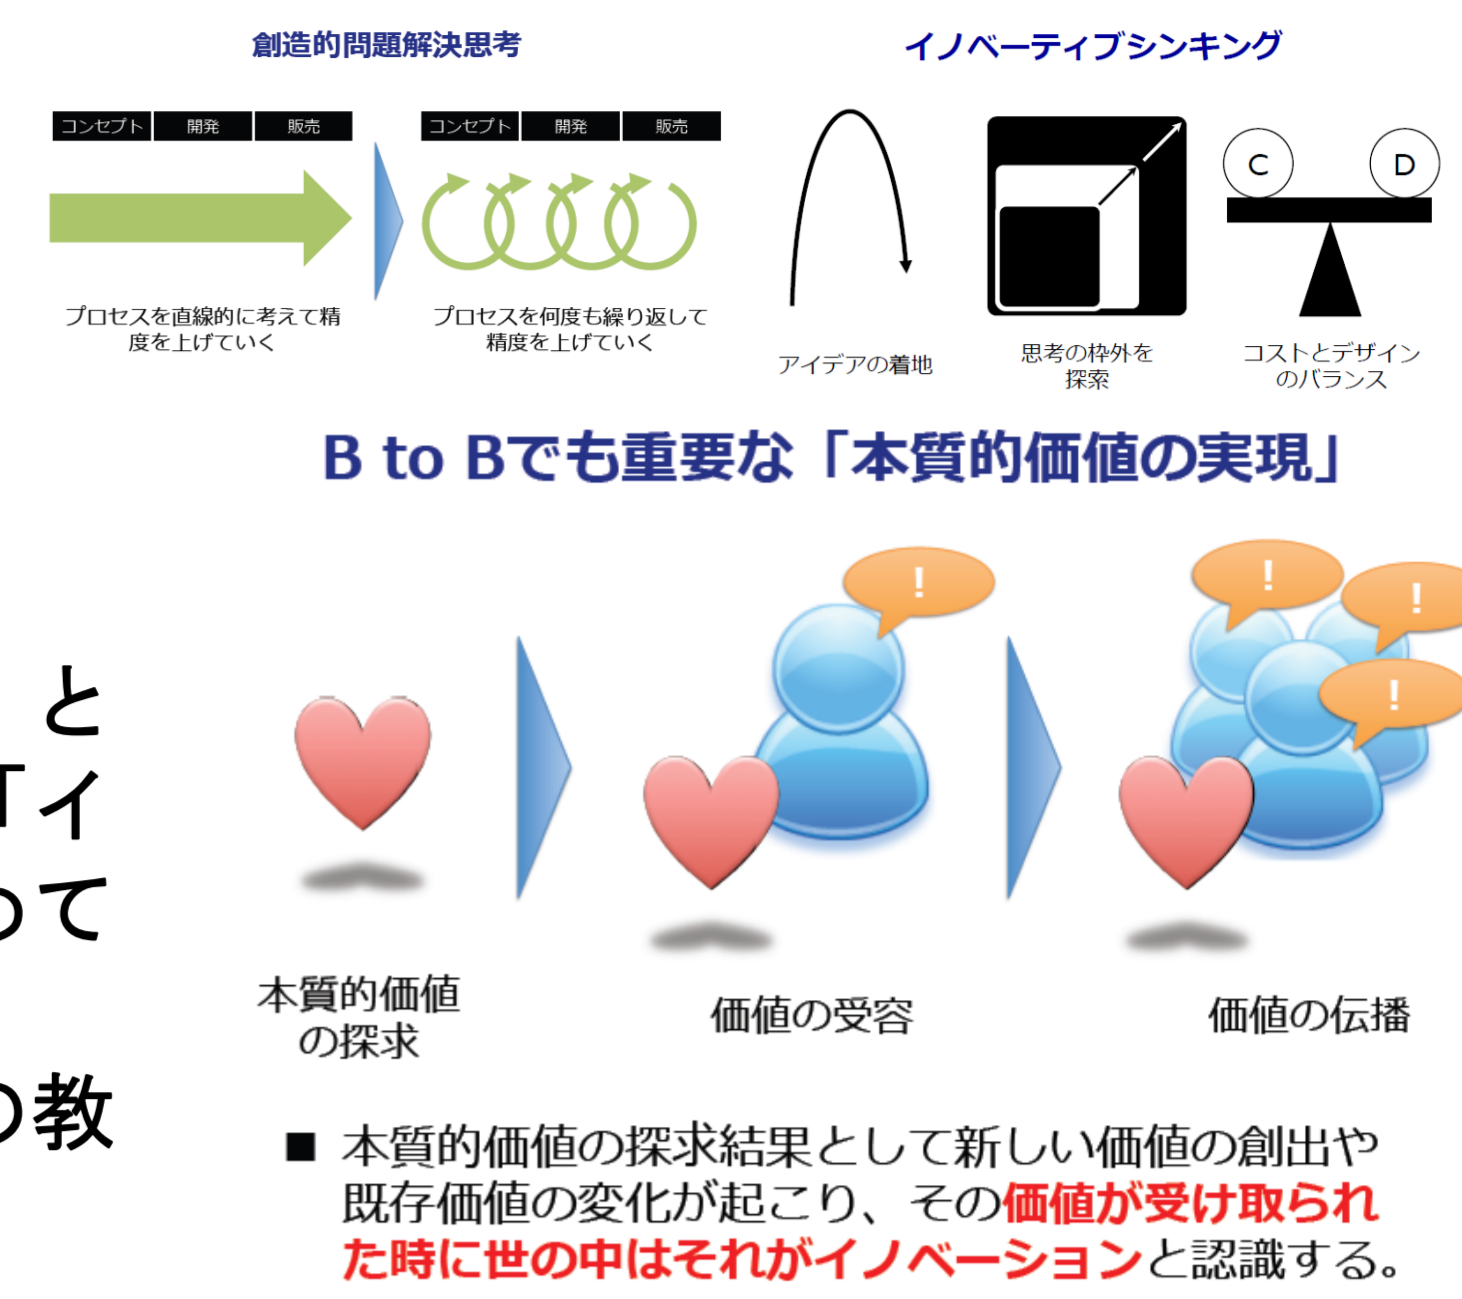 創造的問題解決思考
イノベーティブシンキング
コンセプト 開発 販売
コンセプト 開発 販売
プロセスを直線的に考えて精
度を上げていく
プロセスを何度も繰り返して
精度を上げていく
アイデアの着地
思考の枠外を
探索
C D
コストとデザイン
のバランス
B to Bでも重要な「本質的価値の実現」
!
!
!
!
と
「イ
って
の教
本質的価値
の探求
価値の受容
価値の伝播
■ 本質的価値の探求結果として新しい価値の創出や
既存価値の変化が起こり、その価値が受け取られ
た時に世の中はそれがイノベーションと認識する。